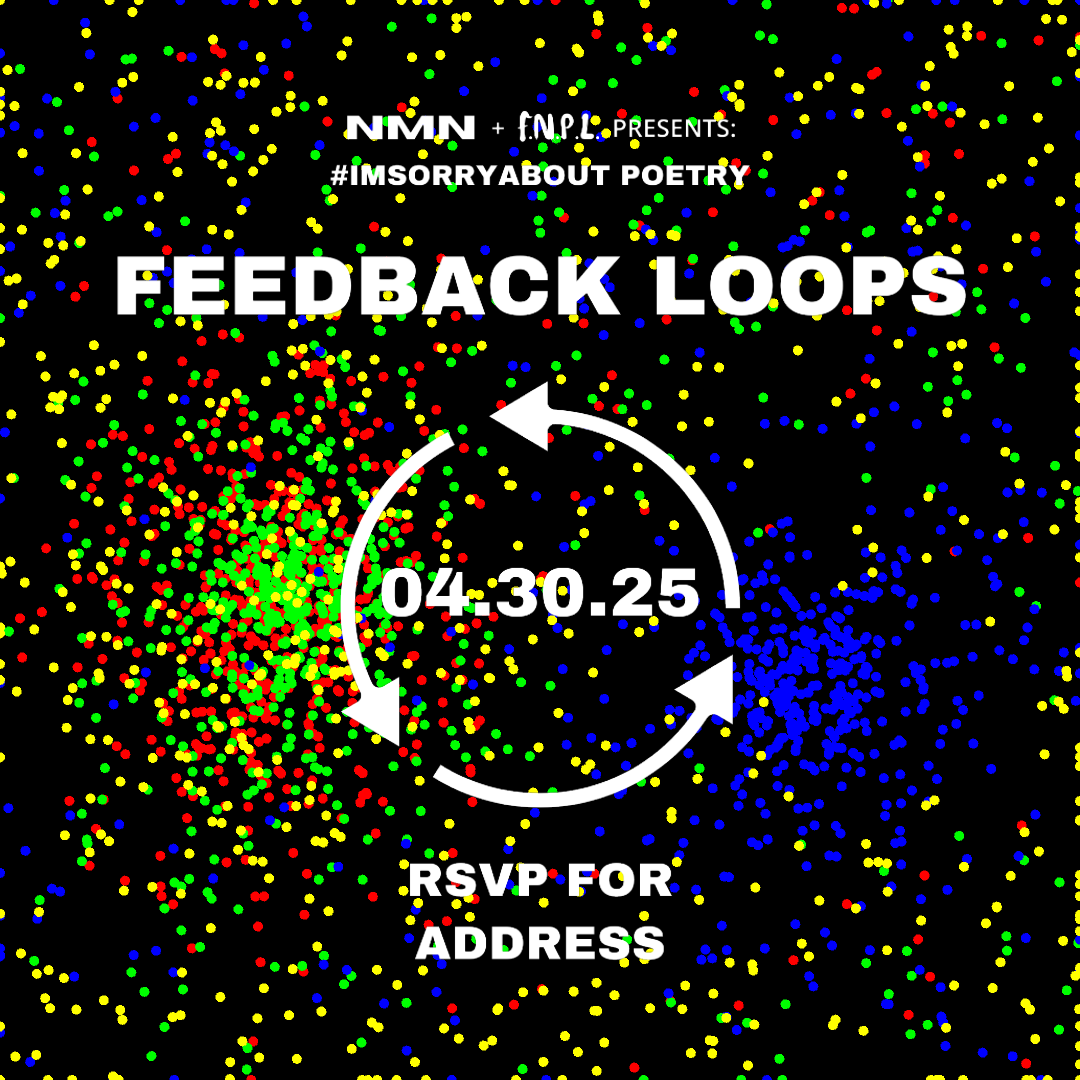 NMN + F.N.P.L. PRESENTS:
#IMSORRYABOUT POETRY
FEEDBACK LOOPS
04.30.25
RSVP FOR
ADDRESS